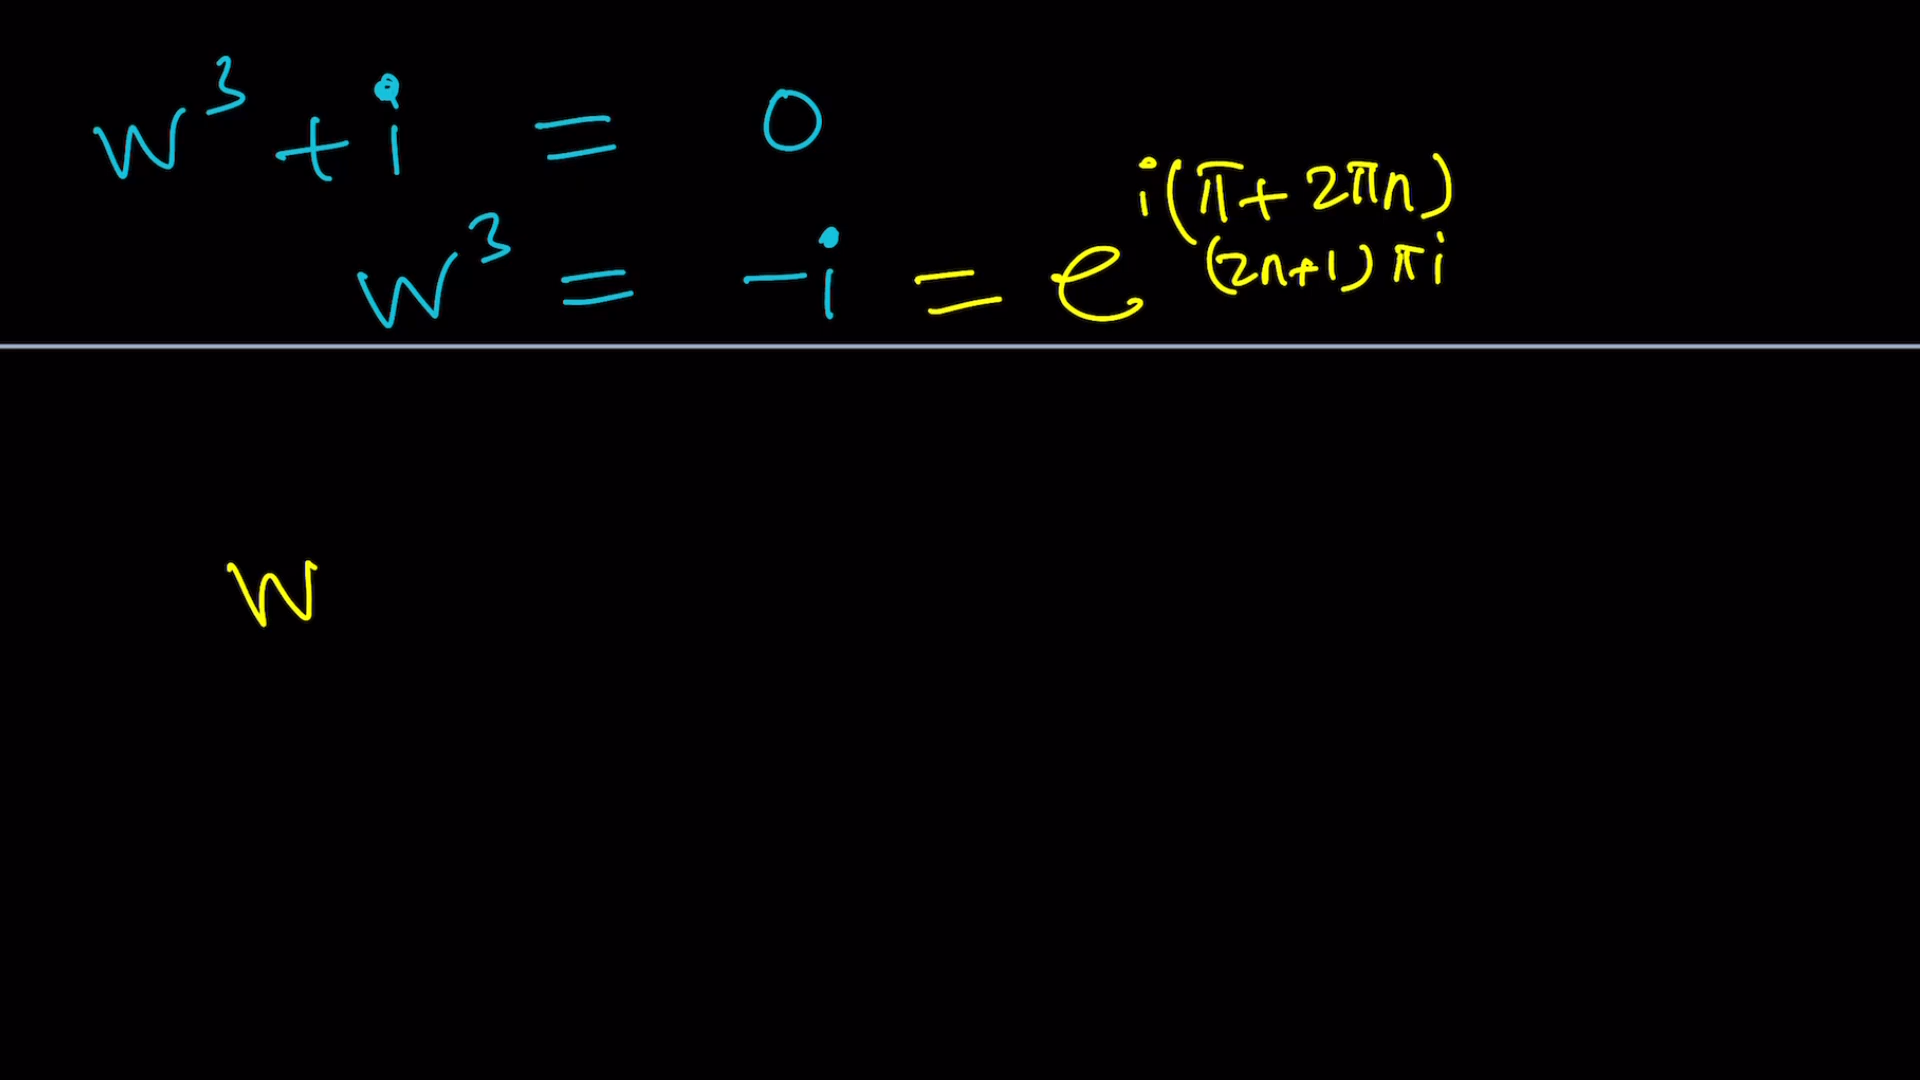 w³ + i = 0
i(π + 2πn)
w³ = -i = e^(2n+1)πi
w